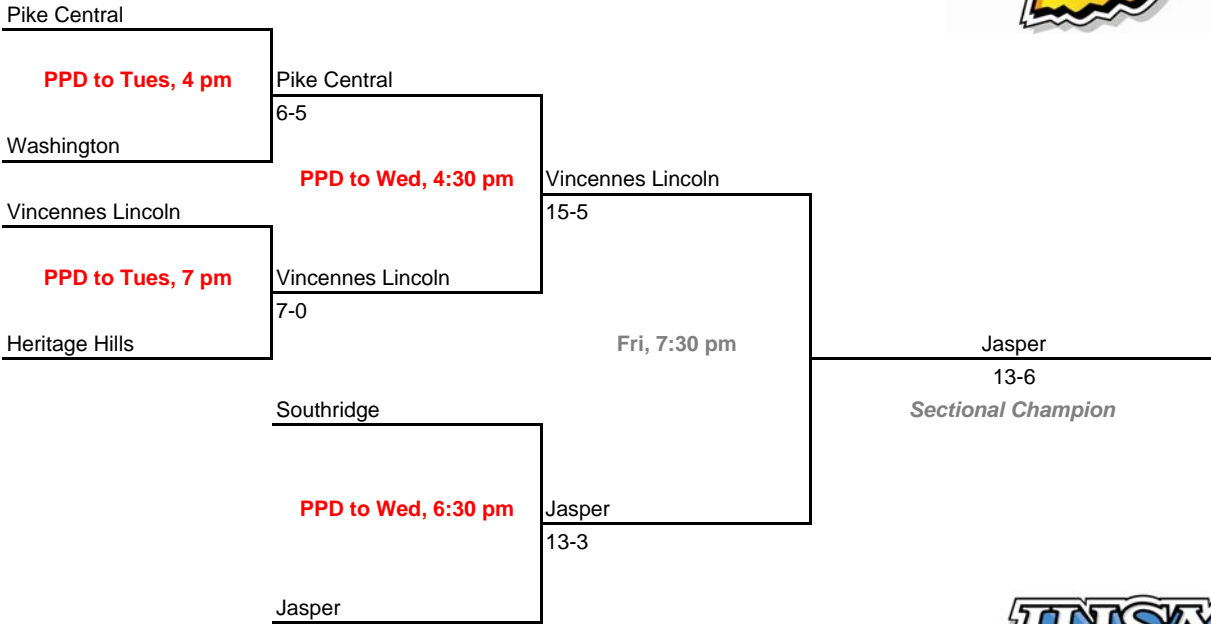 Pike Central
PPD to Tues, 4 pm
Pike Central
6-5
Washington
PPD to Wed, 4:30 pm
Vincennes Lincoln
Vincennes Lincoln
15-5
PPD to Tues, 7 pm
Vincennes Lincoln
7-0
Heritage Hills
Fri, 7:30 pm
Jasper
13-6
Southridge
Sectional Champion
PPD to Wed, 6:30 pm
Jasper
13-3
Jasper